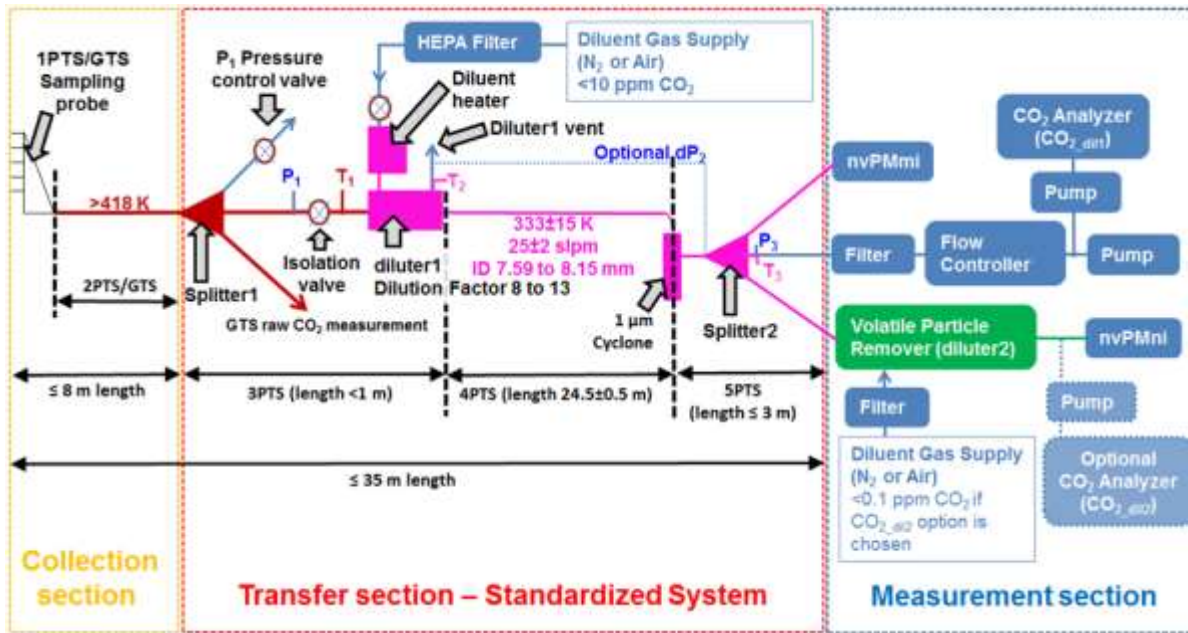 1PTS/GTS
Sampling
probe
P1 Pressure
control valve
HEPA Filter
Diluent Gas Supply
(N2 or Air)
<10 ppm CO2
Diluent
heater
Diluter1 vent
CO2 Analyzer
(CO2_dil1)
Optional dP2
nvPMmi
Pump
>418 K
P1
T1
T2
333±15 K
25±2 slpm
ID 7.59 to 8.15 mm
P3
T3
Filter
Flow
Controller
Pump
2PTS/GTS
Splitter1
Isolation
valve
diluter1
Dilution Factor 8 to 13
GTS raw CO2 measurement
1 µm
Cyclone
Splitter2
Volatile Particle
Remover (diluter2)
nvPMni
≤ 8 m length
3PTS (length <1 m)
4PTS (length 24.5±0.5 m)
5PTS
(length ≤ 3 m)
Filter
Pump
≤ 35 m length
Diluent Gas Supply
(N2 or Air)
<0.1 ppm CO2 if
CO2_dil2 option is
chosen
Optional
CO2 Analyzer
(CO2_dil2)
Collection
section
Transfer section – Standardized System
Measurement section